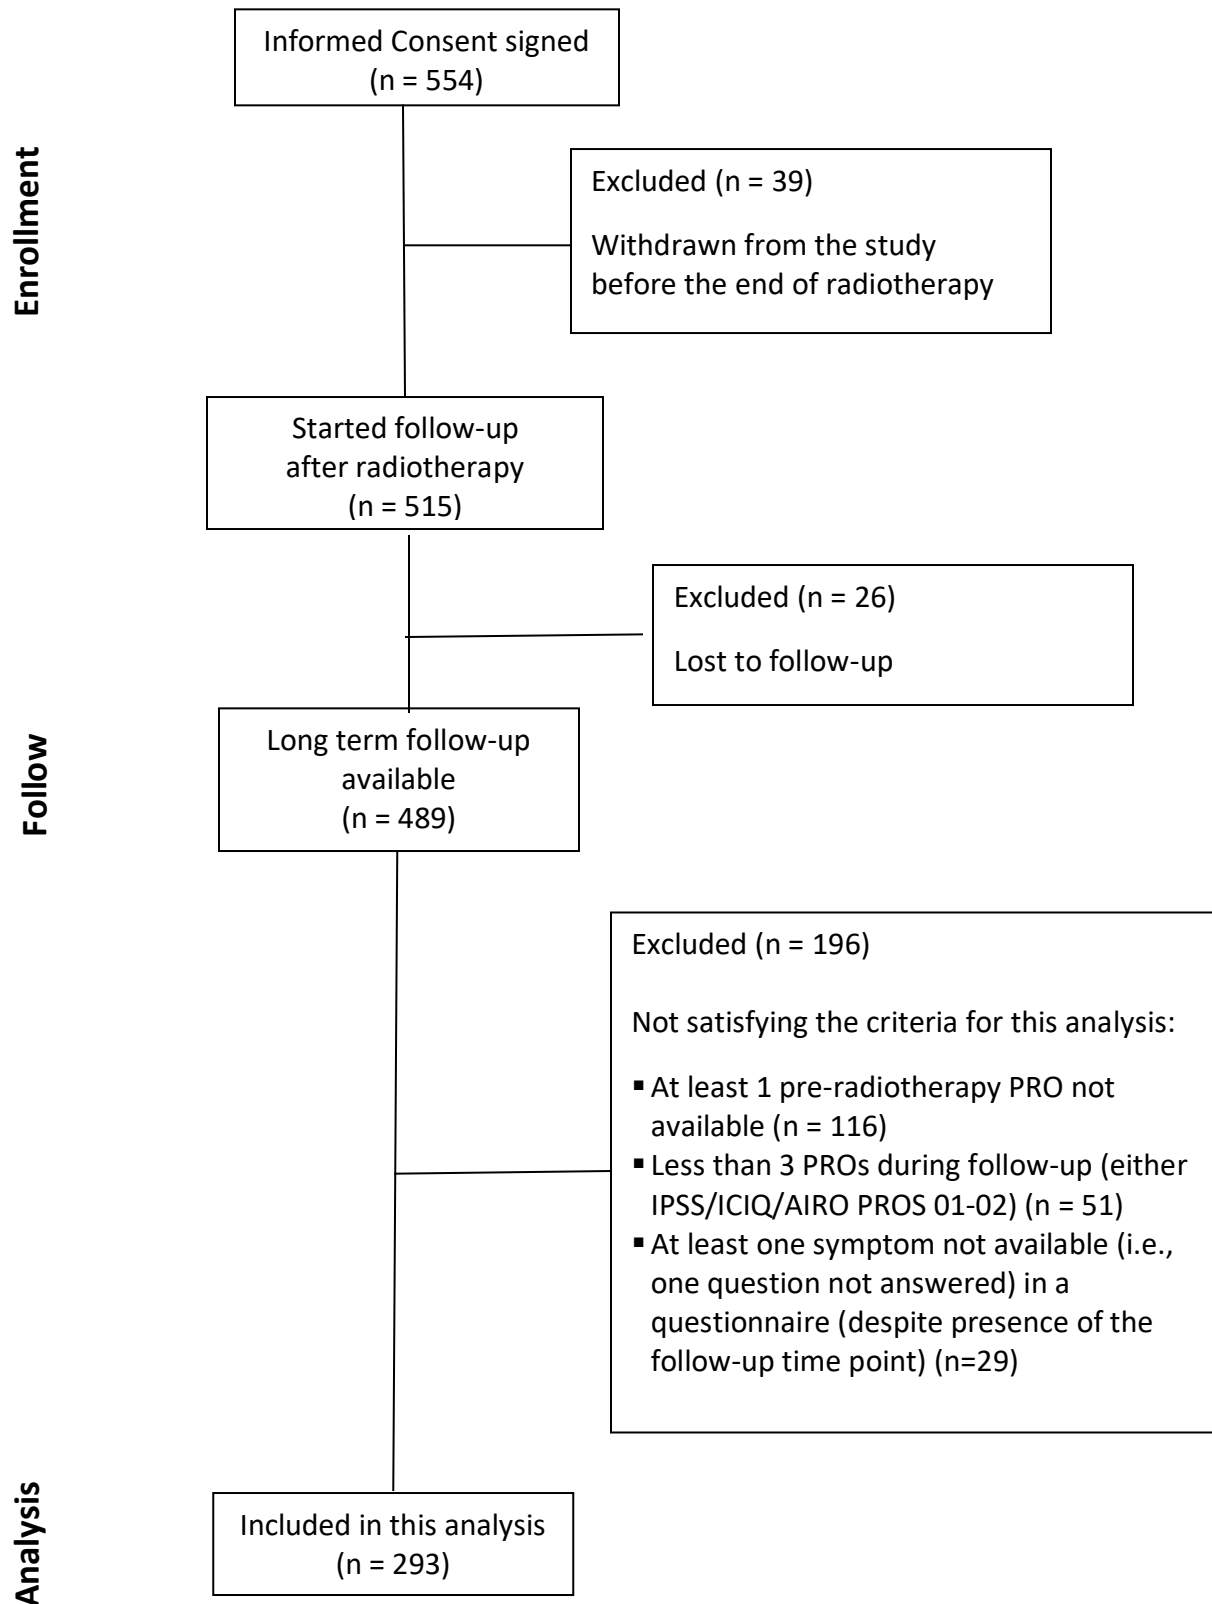 Informed Consent signed
(n = 554)
Enrollment
Excluded (n = 39)
Withdrawn from the study
before the end of radiotherapy
Started follow-up
after radiotherapy
(n = 515)
Excluded (n = 26)
Lost to follow-up
Follow
Long term follow-up
available
(n = 489)
Excluded (n = 196)
Not satisfying the criteria for this analysis:
▪ At least 1 pre-radiotherapy PRO not
available (n = 116)
▪ Less than 3 PROs during follow-up (either
IPSS/ICIQ/AIRO PROS 01-02) (n = 51)
▪ At least one symptom not available (i.e.,
one question not answered) in a
questionnaire (despite presence of the
follow-up time point) (n=29)
Analysis
Included in this analysis
(n = 293)